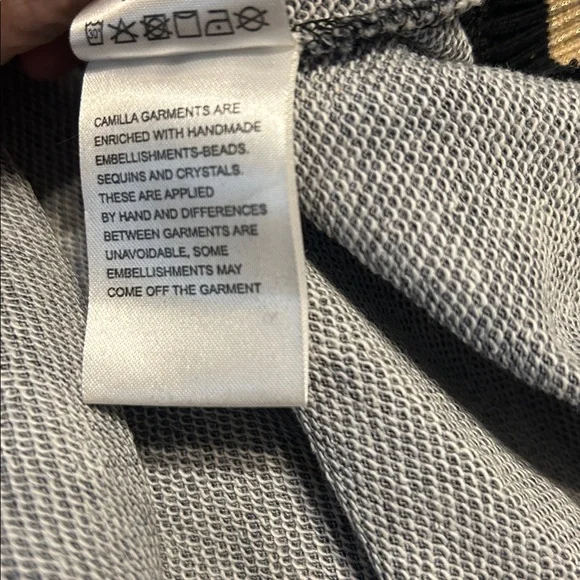 30°
CAMILLA GARMENTS ARE
ENRICHED WITH HANDMADE
EMBELLISHMENTS-BEADS.
SEQUINS AND CRYSTALS.
THESE ARE APPLIED
BY HAND AND DIFFERENCES
BETWEEN GARMENTS ARE
UNAVOIDABLE, SOME
EMBELLISHMENTS MAY
COME OFF THE GARMENT